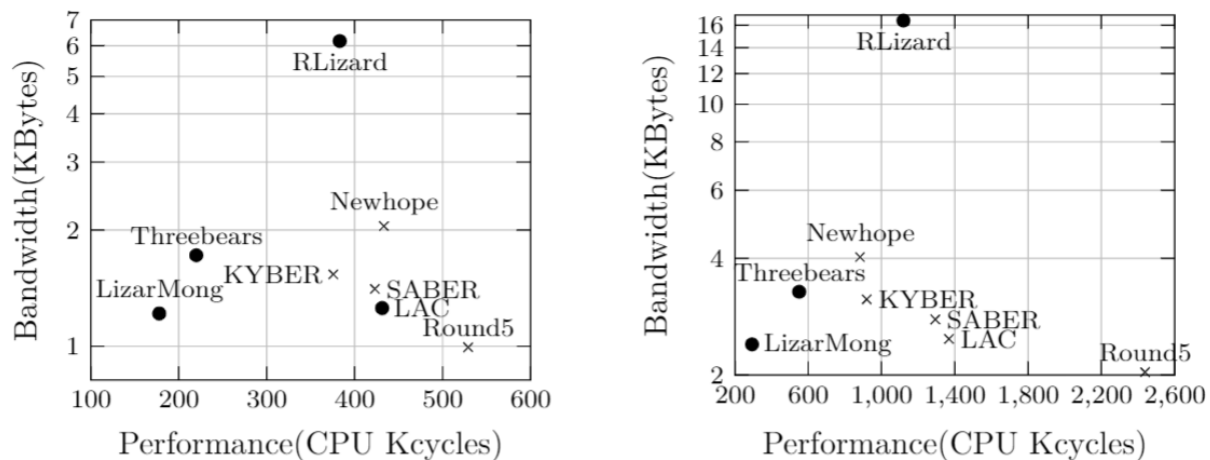 7
6
5
4
3
2
1
Bandwidth(KBytes)
RLizard
Newhope
Threebears
KYBER
LizarMong
SABER
LAC
Round5
100 200 300 400 500 600
Performance(CPU Kcycles)
16
14
12
10
8
6
4
2
Bandwidth(KBytes)
RLizard
Newhope
Threebears
KYBER
SABER
LizarMong
LAC
Round5
200 600 1,000 1,400 1,800 2,200 2,600
Performance(CPU Kcycles)